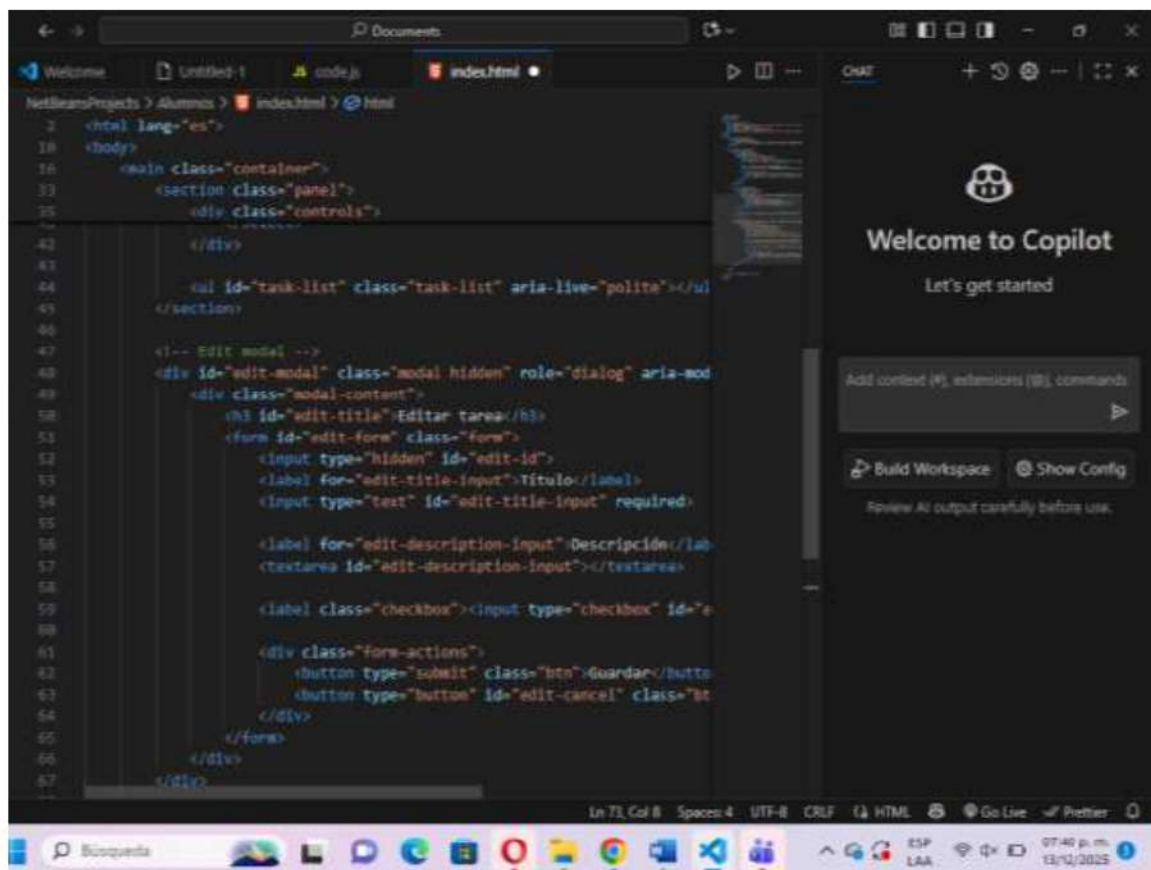 Documents
Welcome
Untitled-1
JS code.js
index.html
CHAT
NetBeansProjects > Alumnos > index.html > html
2 <html lang="es">
10 <body>
16 <main class="container">
33 <section class="panel">
35 <div class="controls">
42 </div>
43
44 <ul id="task-list" class="task-list" aria-live="polite"></ul
45 </section>
46
47 <!-- Edit modal -->
48 <div id="edit-modal" class="modal hidden" role="dialog" aria-mod
49 <div class="modal-content">
50 <h3 id="edit-title">Editar tarea</h3>
51 <form id="edit-form" class="form">
52 <input type="hidden" id="edit-id">
53 <label for="edit-title-input">Título</label>
54 <input type="text" id="edit-title-input" required>
55
56 <label for="edit-description-input">Descripción</lab
57 <textarea id="edit-description-input"></textarea>
58
59 <label class="checkbox"><input type="checkbox" id="e
60
61 <div class="form-actions">
62 <button type="submit" class="btn">Guardar</butto
63 <button type="button" id="edit-cancel" class="bt
64 </div>
65 </form>
66 </div>
67 </div>
Welcome to Copilot
Let's get started
Add context (#), extensions (@), commands
Build Workspace
Show Config
Review AI output carefully before use.
Ln 73, Col 8 Spaces: 4 UTF-8 CRLF HTML Go Live Prettier
Búsqueda
ESP
LAA
07:40 p. m.
13/12/2025